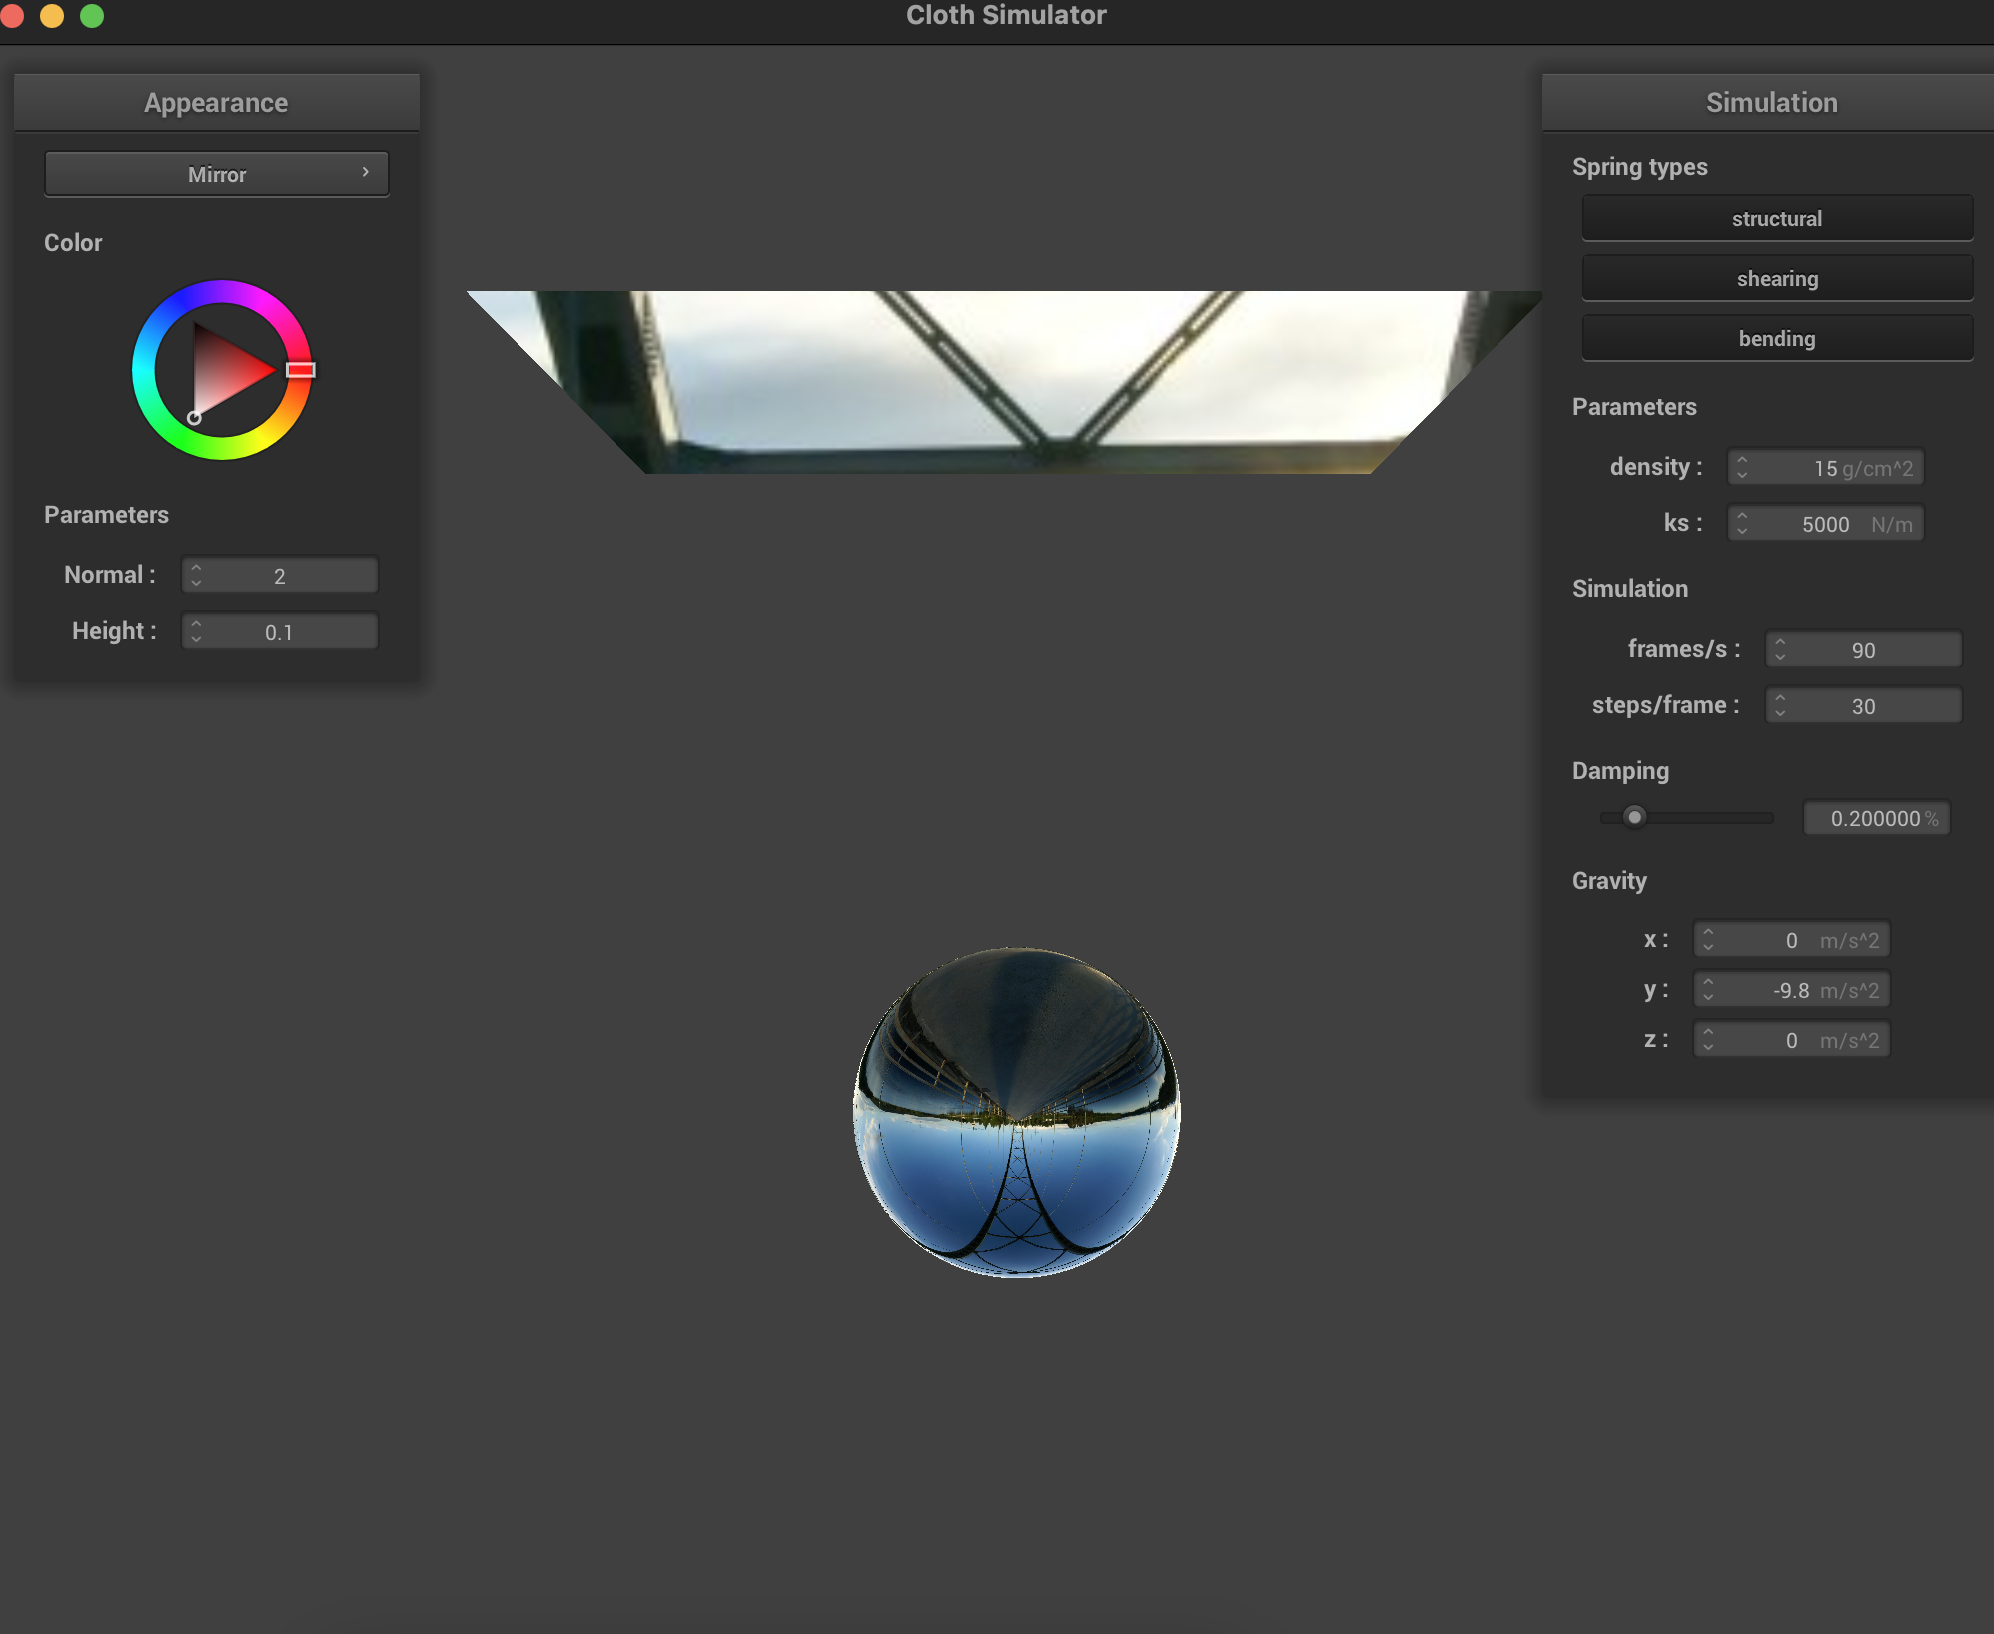 Cloth Simulator
Appearance
Mirror
Color
Parameters
Normal : 2
Height : 0.1
Simulation
Spring types
structural
shearing
bending
Parameters
density : 15 g/cm^2
ks : 5000 N/m
Simulation
frames/s : 90
steps/frame : 30
Damping
0.200000 %
Gravity
x : 0 m/s^2
y : -9.8 m/s^2
z : 0 m/s^2